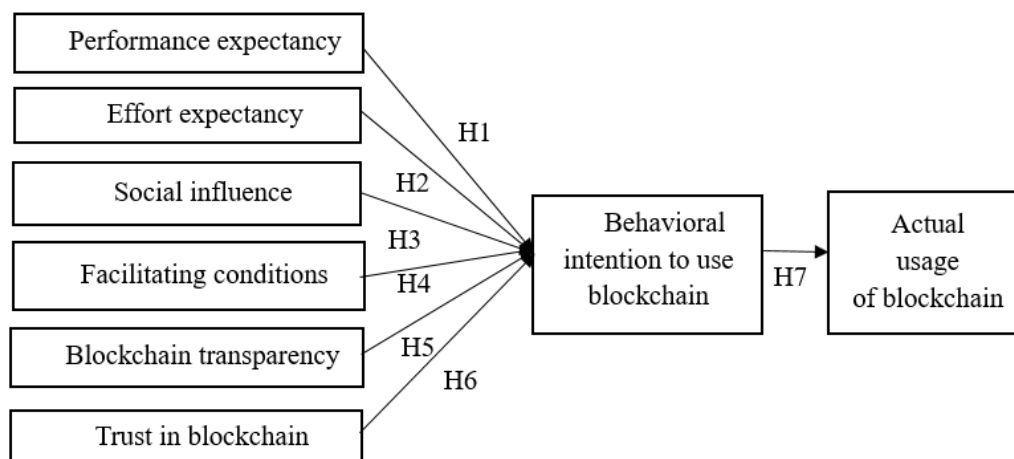 Performance expectancy
Effort expectancy
Social influence
Facilitating conditions
Blockchain transparency
Trust in blockchain
H1
H2
H3
H4
H5
H6
Behavioral
intention to use
blockchain
H7
Actual
usage
of blockchain